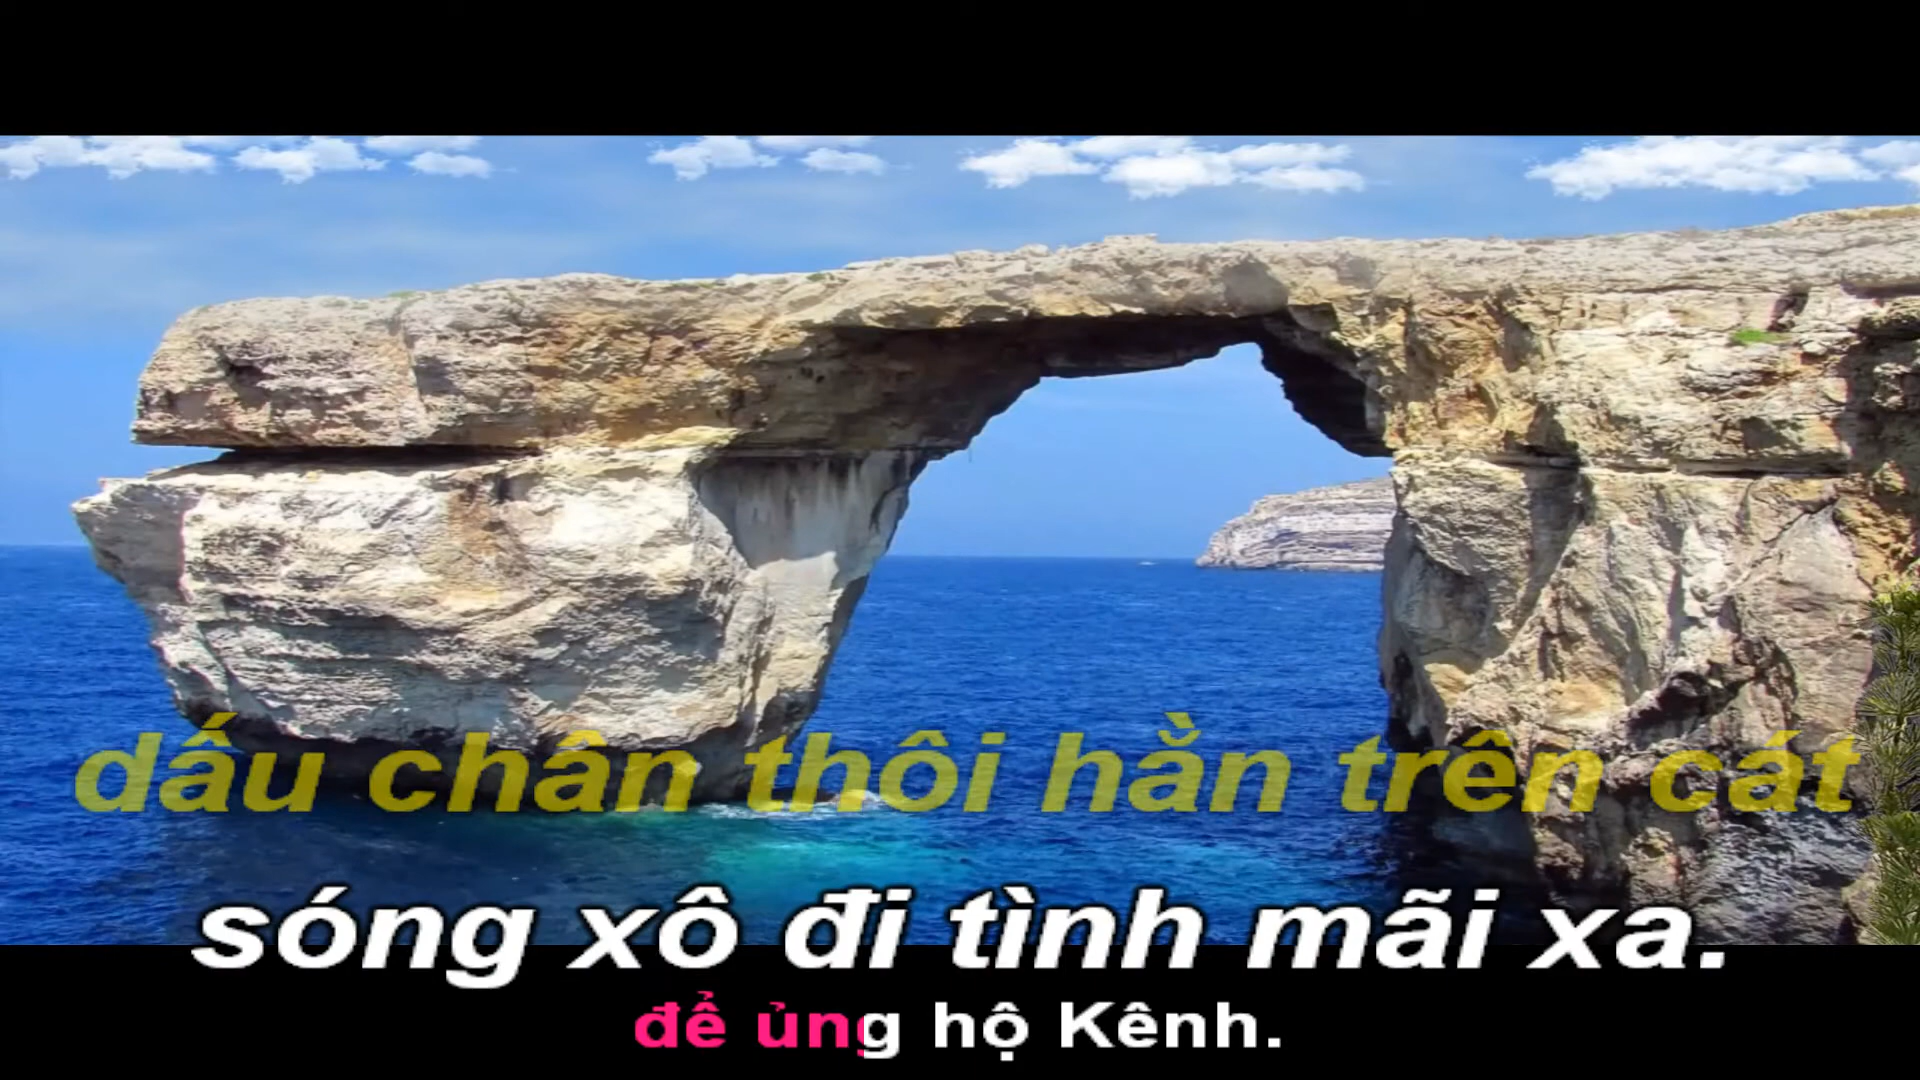 dấu chân thôi hằn trên cát
sóng xô đi tình mãi xa.
để ủng hộ Kênh.